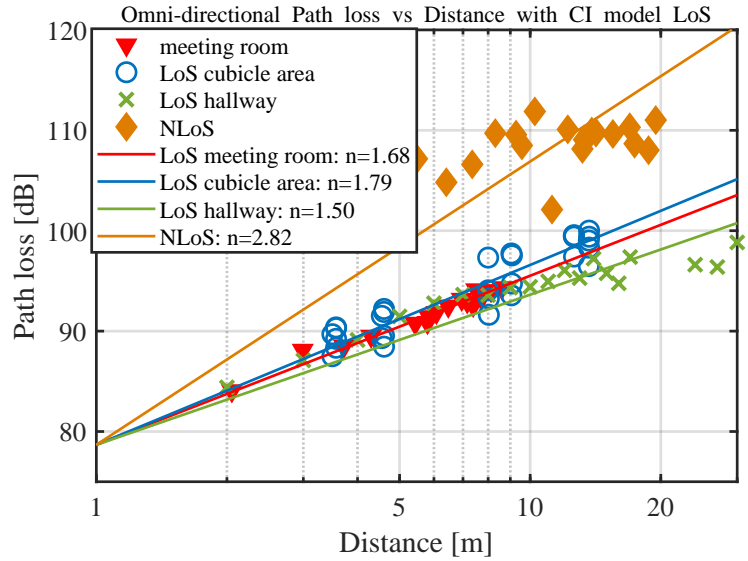 Omni-directional Path loss vs Distance with CI model LoS
120
110
100
90
80
Path loss [dB]
meeting room
LoS cubicle area
LoS hallway
NLoS
LoS meeting room: n=1.68
LoS cubicle area: n=1.79
LoS hallway: n=1.50
NLoS: n=2.82
1
5
10
20
Distance [m]